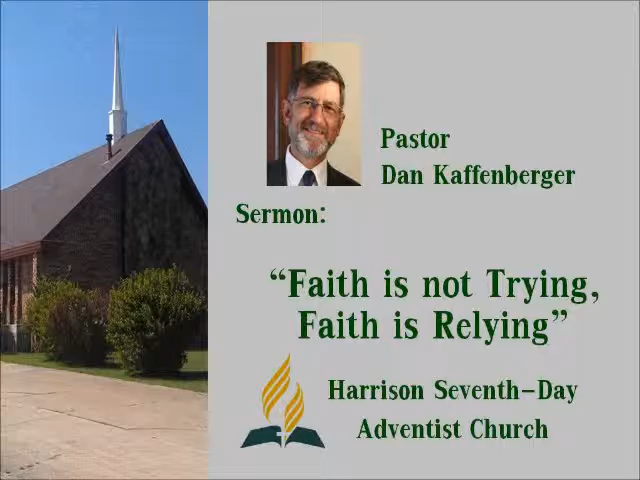 Pastor
Dan Kaffenberger
Sermon:
“Faith is not Trying,
Faith is Relying”
Harrison Seventh-Day
Adventist Church